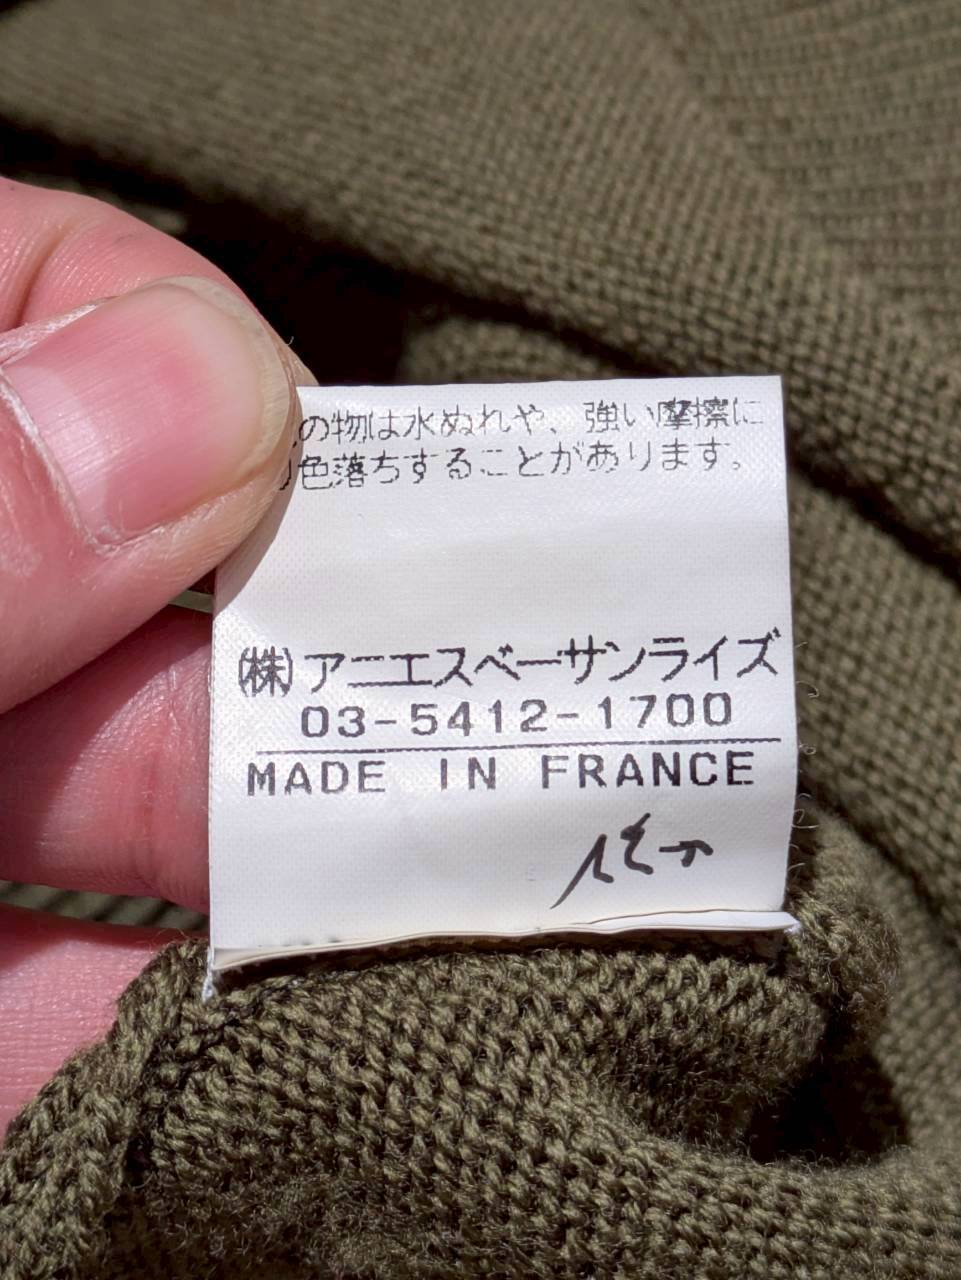 の物は水ぬれや、強い摩擦に
り色落ちすることがあります。
(株)アニエスベーサンライズ
03-5412-1700
MADE IN FRANCE